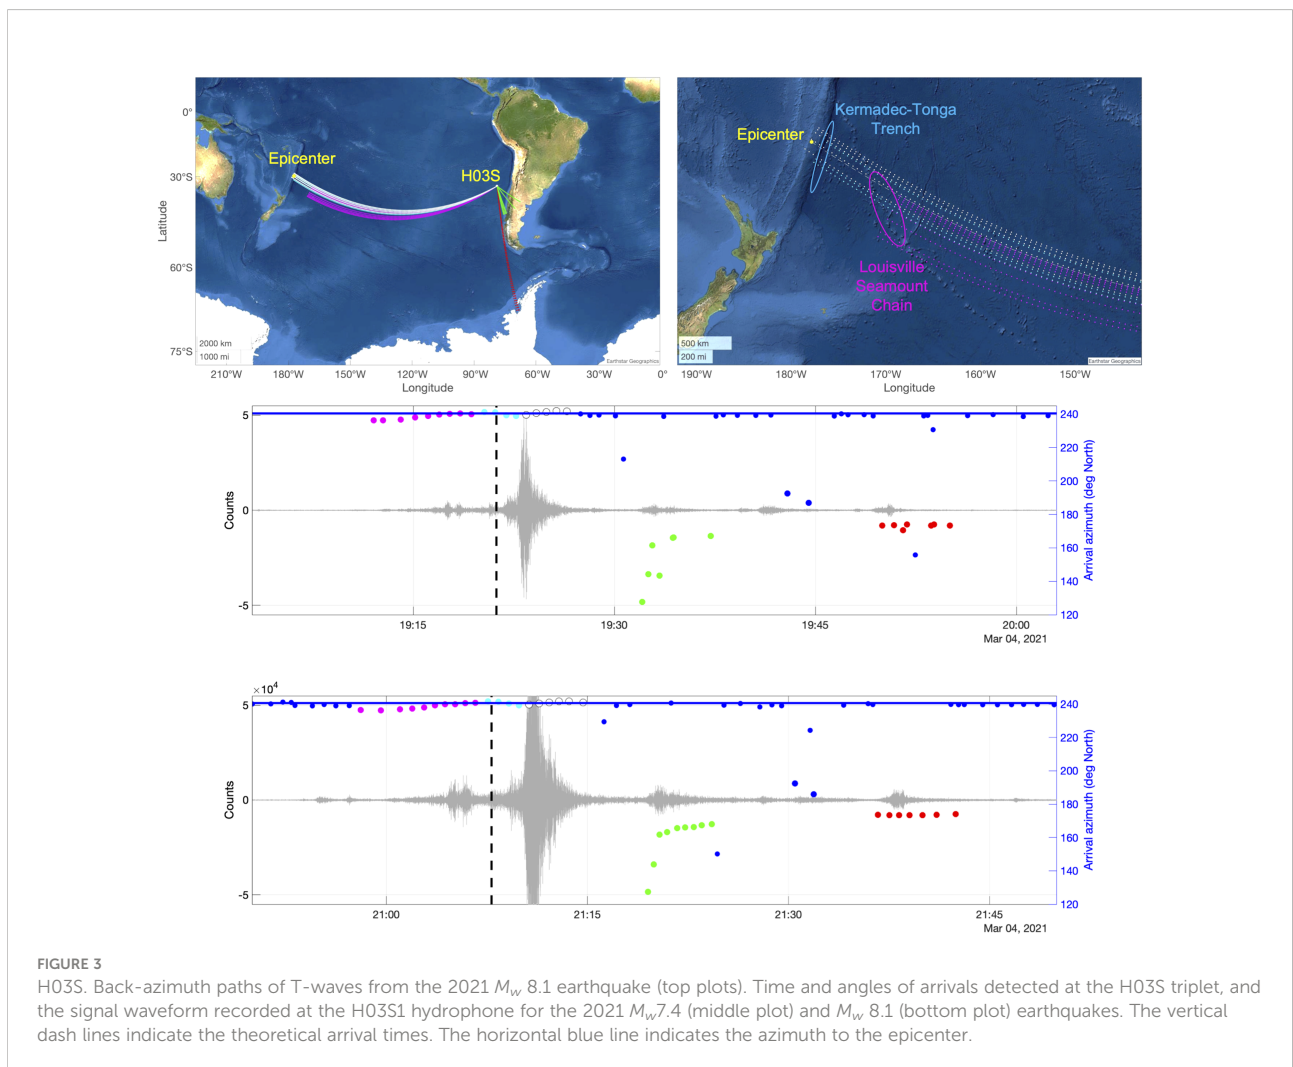 0°
30°S
60°S
75°S
Latitude
Epicenter
H03S
2000 km
1000 mi
Earthstar Geographics
210°W 180°W 150°W 120°W 90°W 60°W 30°W 0°
Longitude
Kermadec-Tonga
Trench
Epicenter
Louisville
Seamount
Chain
500 km
200 mi
Earthstar Geographics
190°W 180°W 170°W 160°W 150°W
Longitude
5
0
-5
Counts
240
220
200
180
160
140
120
Arrival azimuth (deg North)
19:15 19:30 19:45 20:00
Mar 04, 2021
×10⁴
5
0
-5
Counts
240
220
200
180
160
140
120
Arrival azimuth (deg North)
21:00 21:15 21:30 21:45
Mar 04, 2021
FIGURE 3
H03S. Back-azimuth paths of T-waves from the 2021 Mw 8.1 earthquake (top plots). Time and angles of arrivals detected at the H03S triplet, and
the signal waveform recorded at the H03S1 hydrophone for the 2021 Mw7.4 (middle plot) and Mw 8.1 (bottom plot) earthquakes. The vertical
dash lines indicate the theoretical arrival times. The horizontal blue line indicates the azimuth to the epicenter.